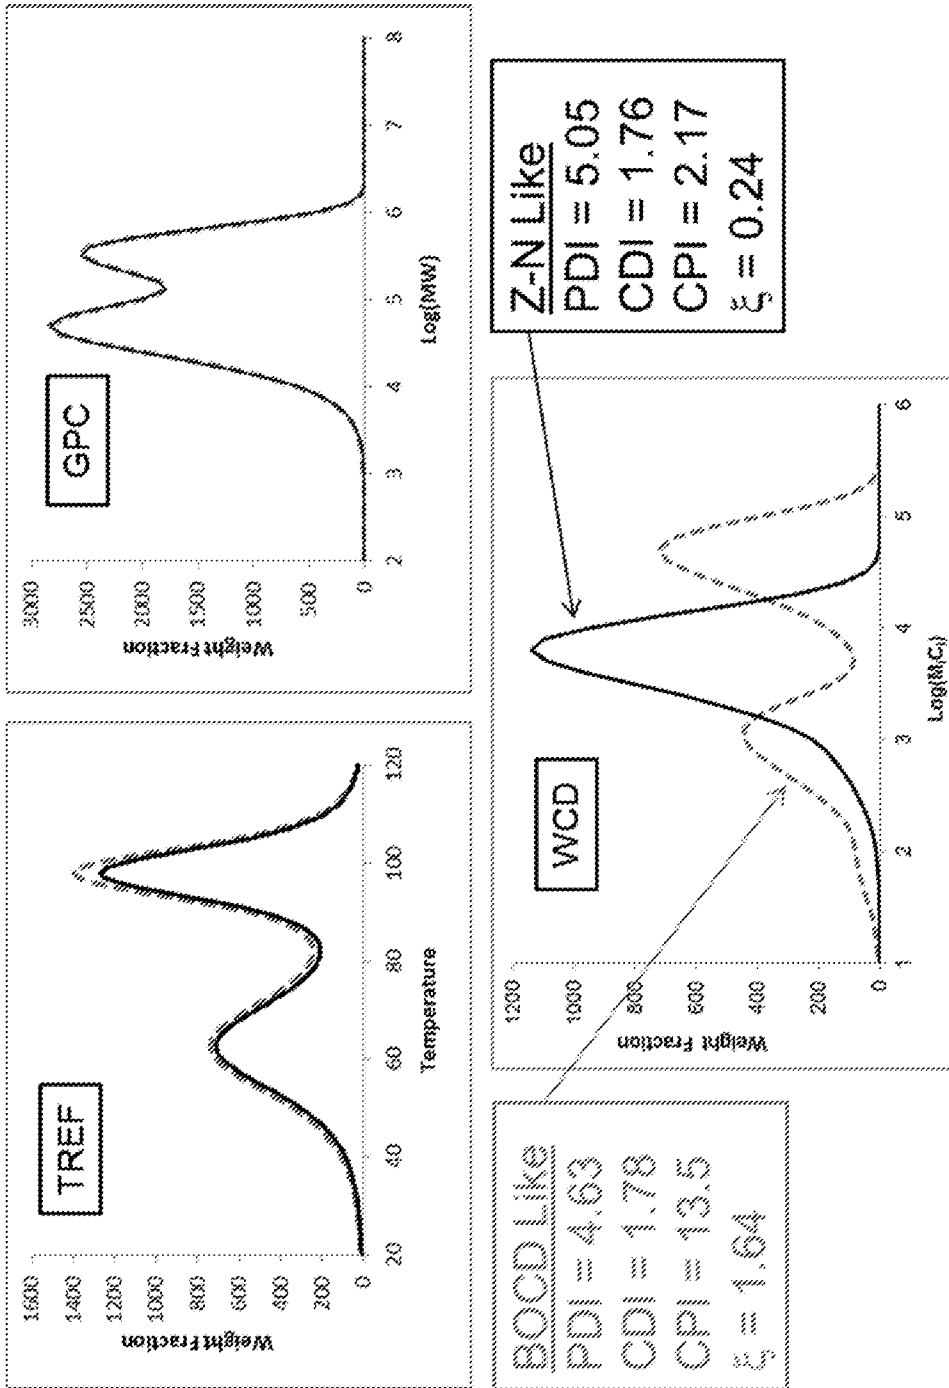 TREF
Weight Fraction
1600
1400
1200
1000
800
600
400
200
0
20
40
60
80
100
120
Temperature
GPC
Weight Fraction
3000
2500
2000
1500
1000
500
0
2
3
4
5
6
7
8
Log(MW)
BOCD Like
PDI = 4.63
CDI = 1.78
CPI = 13.5
ξ = 1.64
WCD
Weight Fraction
1200
1000
800
600
400
200
0
1
2
3
4
5
6
Log(MᵢCᵢ)
Z-N Like
PDI = 5.05
CDI = 1.76
CPI = 2.17
ξ = 0.24